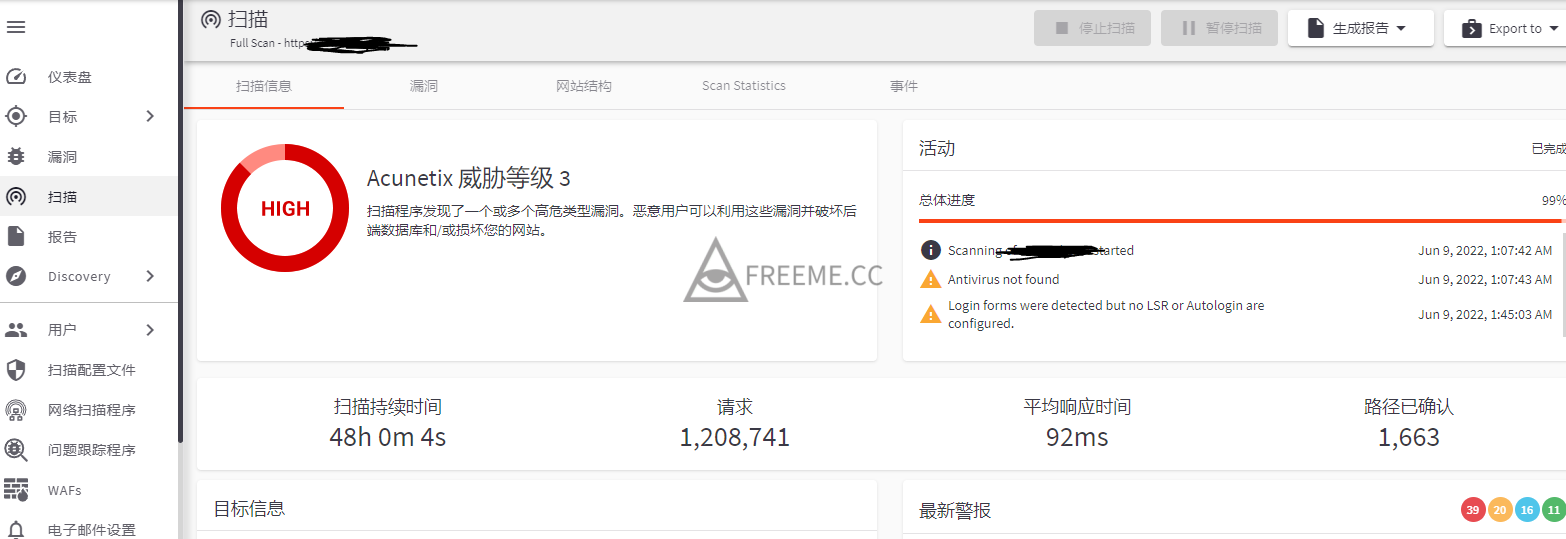 扫描
Full Scan - http
停止扫描
暂停扫描
生成报告
Export to
仪表盘
目标
漏洞
扫描
报告
Discovery
用户
扫描配置文件
网络扫描程序
问题跟踪程序
WAFs
电子邮件设置
扫描信息
漏洞
网站结构
Scan Statistics
事件
HIGH
Acunetix 威胁等级 3
扫描程序发现了一个或多个高危类型漏洞。恶意用户可以利用这些漏洞并破坏后
端数据库和/或损坏您的网站。
活动
已完成
总体进度
99%
Scanning of started
Jun 9, 2022, 1:07:42 AM
Antivirus not found
Jun 9, 2022, 1:07:43 AM
Login forms were detected but no LSR or Autologin are
configured.
Jun 9, 2022, 1:45:03 AM
FREEME.CC
扫描持续时间
48h 0m 4s
请求
1,208,741
平均响应时间
92ms
路径已确认
1,663
目标信息
最新警报
39
20
16
11